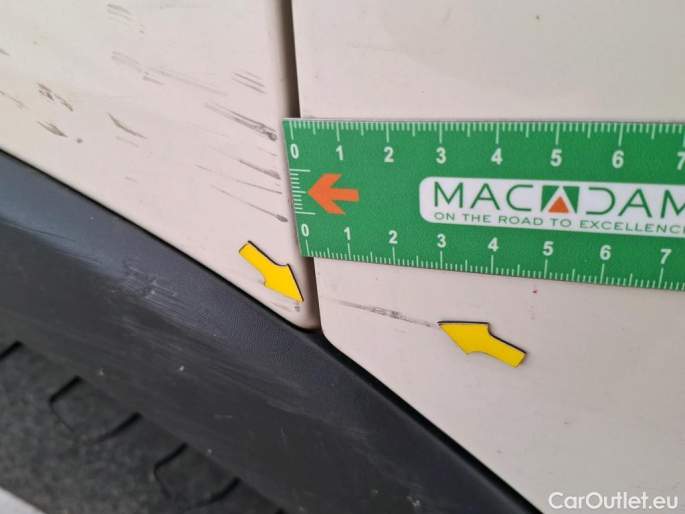 0 1 2 3 4 5 6 7
MACADAM
ON THE ROAD TO EXCELLENCE
0 1 2 3 4 5 6 7
CarOutlet.eu